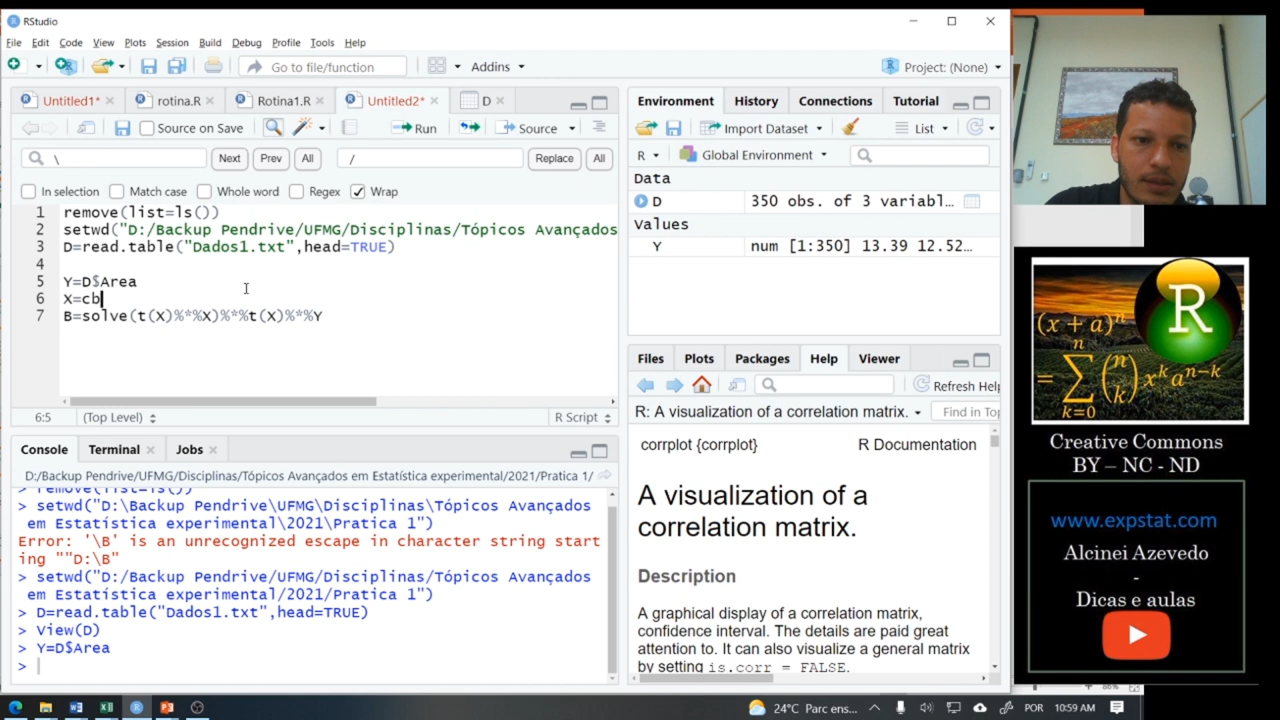 RStudio
File Edit Code View Plots Session Build Debug Profile Tools Help
Go to file/function
Addins
Project: (None)
Untitled1*
rotina.R
Rotina1.R
Untitled2*
D
Source on Save
Run
Source
\
Next
Prev
All
/
Replace
All
In selection
Match case
Whole word
Regex
Wrap
1 remove(list=ls())
2 setwd("D:/Backup Pendrive/UFMG/Disciplinas/Tópicos Avançados
3 D=read.table("Dados1.txt",head=TRUE)
4
5 Y=D$Area
6 X=cb
7 B=solve(t(X)%*%X)%*%t(X)%*%Y
6:5
(Top Level)
R Script
Console
Terminal
Jobs
D:/Backup Pendrive/UFMG/Disciplinas/Tópicos Avançados em Estatística experimental/2021/Pratica 1/
> remove(list=ls())
> setwd("D:\Backup Pendrive\UFMG\Disciplinas\Tópicos Avançados
em Estatística experimental\2021\Pratica 1")
Error: '\B' is an unrecognized escape in character string start
ing ""D:\B"
> setwd("D:/Backup Pendrive/UFMG/Disciplinas/Tópicos Avançados
em Estatística experimental/2021/Pratica 1")
> D=read.table("Dados1.txt",head=TRUE)
> View(D)
> Y=D$Area
>
Environment
History
Connections
Tutorial
Import Dataset
List
R
Global Environment
Data
D 350 obs. of 3 variabl…
Values
Y num [1:350] 13.39 12.52…
Files
Plots
Packages
Help
Viewer
Refresh Help
R: A visualization of a correlation matrix.
Find in Top
corrplot {corrplot}
R Documentation
A visualization of a
correlation matrix.
Description
A graphical display of a correlation matrix,
confidence interval. The details are paid great
attention to. It can also visualize a general matrix
by setting is.corr = FALSE.
R
(x + a)^n
= ∑_{k=0}^{n} (n k) x^k a^{n−k}
Creative Commons
BY – NC - ND
www.expstat.com
Alcinei Azevedo
-
Dicas e aulas
86%
24°C Parc ens...
POR
10:59 AM